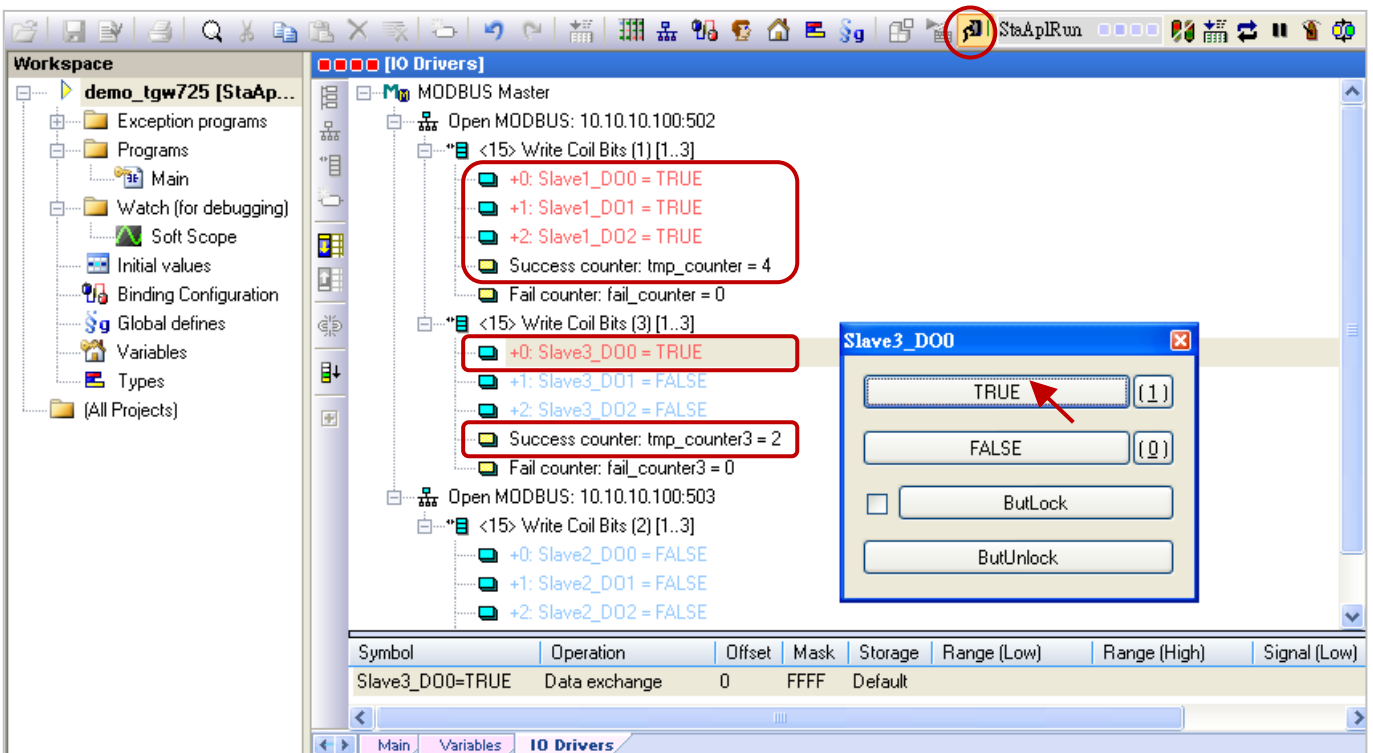 StaAplRun
Workspace
demo_tgw725 [StaAp...
Exception programs
Programs
Main
Watch (for debugging)
Soft Scope
Initial values
Binding Configuration
Global defines
Variables
Types
(All Projects)
[IO Drivers]
MODBUS Master
Open MODBUS: 10.10.10.100:502
<15> Write Coil Bits (1) [1..3]
+0: Slave1_DO0 = TRUE
+1: Slave1_DO1 = TRUE
+2: Slave1_DO2 = TRUE
Success counter: tmp_counter = 4
Fail counter: fail_counter = 0
<15> Write Coil Bits (3) [1..3]
+0: Slave3_DO0 = TRUE
+1: Slave3_DO1 = FALSE
+2: Slave3_DO2 = FALSE
Success counter: tmp_counter3 = 2
Fail counter: fail_counter3 = 0
Open MODBUS: 10.10.10.100:503
<15> Write Coil Bits (2) [1..3]
+0: Slave2_DO0 = FALSE
+1: Slave2_DO1 = FALSE
+2: Slave2_DO2 = FALSE
Slave3_DO0
TRUE (1)
FALSE (0)
ButLock
ButUnlock
Symbol Operation Offset Mask Storage Range (Low) Range (High) Signal (Low)
Slave3_DO0=TRUE Data exchange 0 FFFF Default
Main Variables IO Drivers